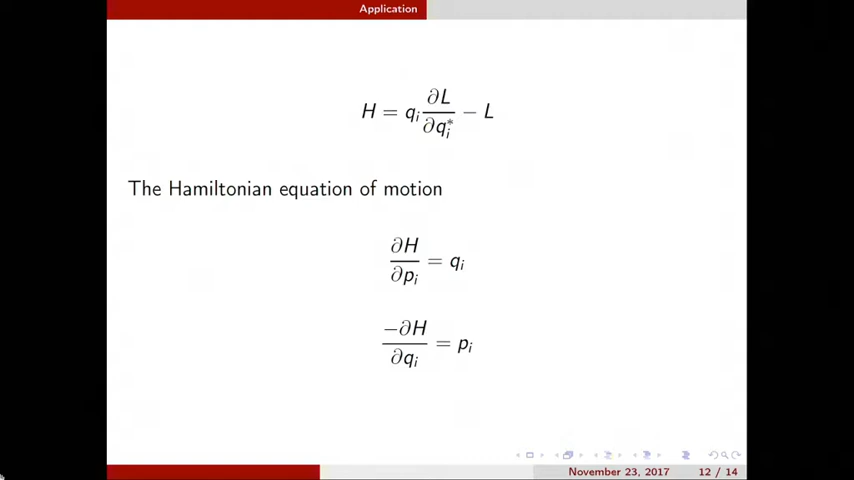 Application
H = q_i ∂L/∂q_i^* − L
The Hamiltonian equation of motion
∂H/∂p_i = q_i
−∂H/∂q_i = p_i
November 23, 2017 12 / 14